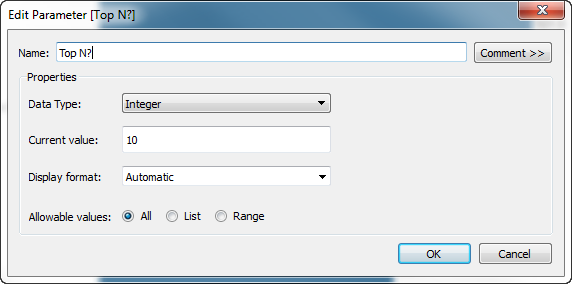 Edit Parameter [Top N?]
Name: Top N? Comment >>
Properties
Data Type: Integer
Current value: 10
Display format: Automatic
Allowable values: All List Range
OK Cancel